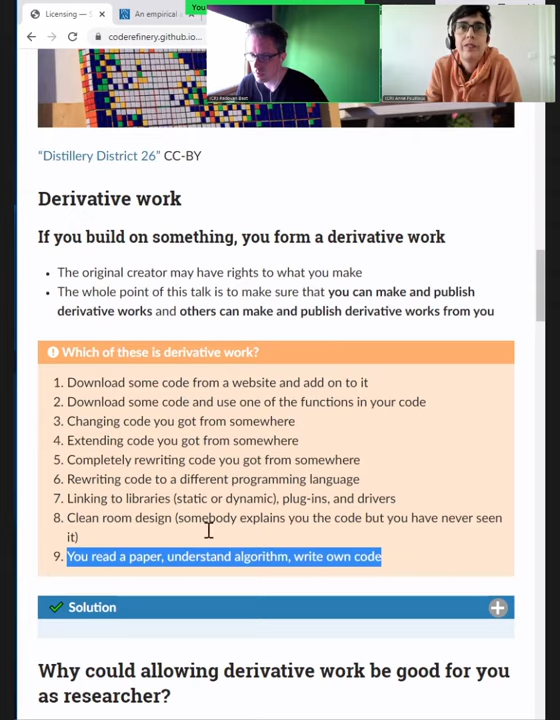 You
Licensing —
An empirical
coderefinery.github.io...
(CR) Radovan Bast
(CR) Anne Fouilloux
“Distillery District 26” CC-BY
Derivative work
If you build on something, you form a derivative work
• The original creator may have rights to what you make
• The whole point of this talk is to make sure that you can make and publish
derivative works and others can make and publish derivative works from you
Which of these is derivative work?
1. Download some code from a website and add on to it
2. Download some code and use one of the functions in your code
3. Changing code you got from somewhere
4. Extending code you got from somewhere
5. Completely rewriting code you got from somewhere
6. Rewriting code to a different programming language
7. Linking to libraries (static or dynamic), plug-ins, and drivers
8. Clean room design (somebody explains you the code but you have never seen
it)
9. You read a paper, understand algorithm, write own code
Solution
Why could allowing derivative work be good for you
as researcher?